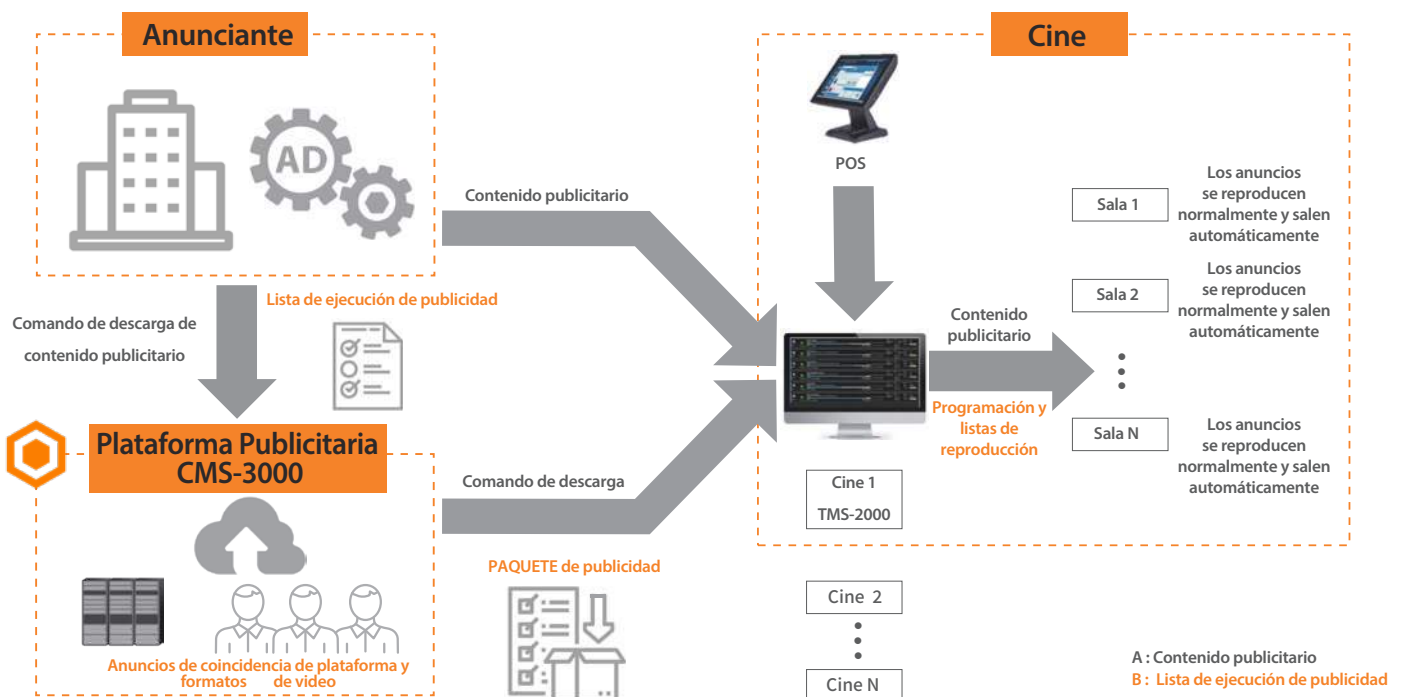 Anunciante
AD
Contenido publicitario
Lista de ejecución de publicidad
Comando de descarga de
contenido publicitario
Plataforma Publicitaria
CMS-3000
Anuncios de coincidencia de plataforma y
formatos de video
Comando de descarga
PAQUETE de publicidad
Cine
POS
Contenido
publicitario
Programación y
listas de
reproducción
Cine 1
TMS-2000
Cine 2
Cine N
Sala 1
Los anuncios
se reproducen
normalmente y salen
automáticamente
Sala 2
Los anuncios
se reproducen
normalmente y salen
automáticamente
Sala N
Los anuncios
se reproducen
normalmente y salen
automáticamente
A : Contenido publicitario
B : Lista de ejecución de publicidad